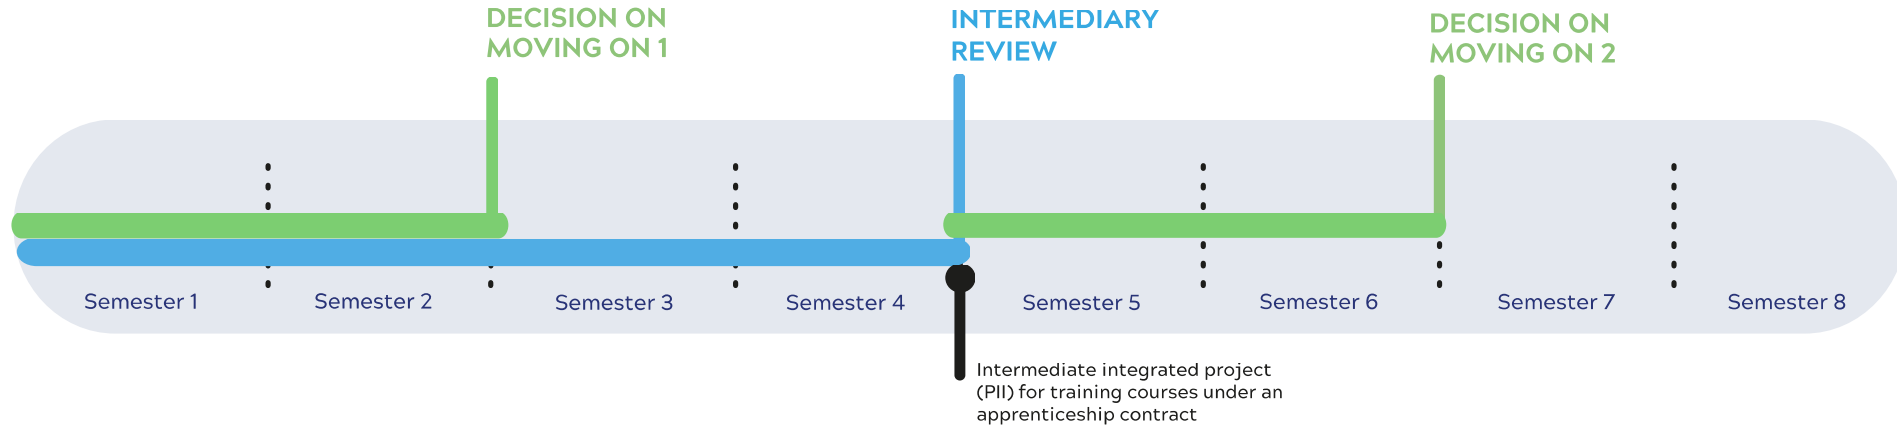 DECISION ON
MOVING ON 1
INTERMEDIARY
REVIEW
DECISION ON
MOVING ON 2
Semester 1
Semester 2
Semester 3
Semester 4
Semester 5
Semester 6
Semester 7
Semester 8
Intermediate integrated project
(PII) for training courses under an
apprenticeship contract